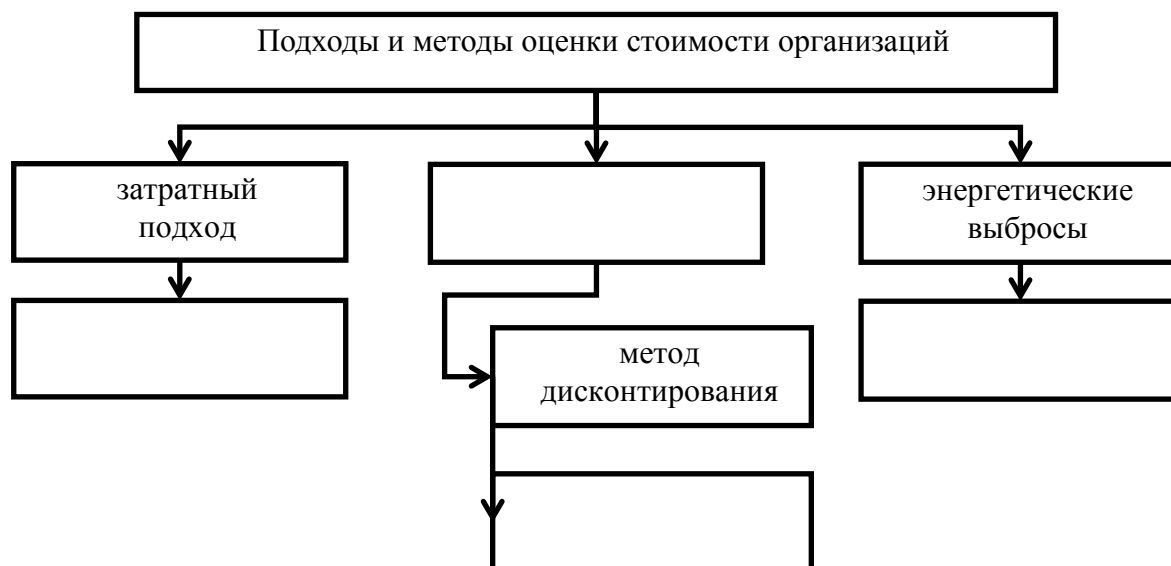 Подходы и методы оценки стоимости организаций
затратный
подход
энергетические
выбросы
метод
дисконтирования